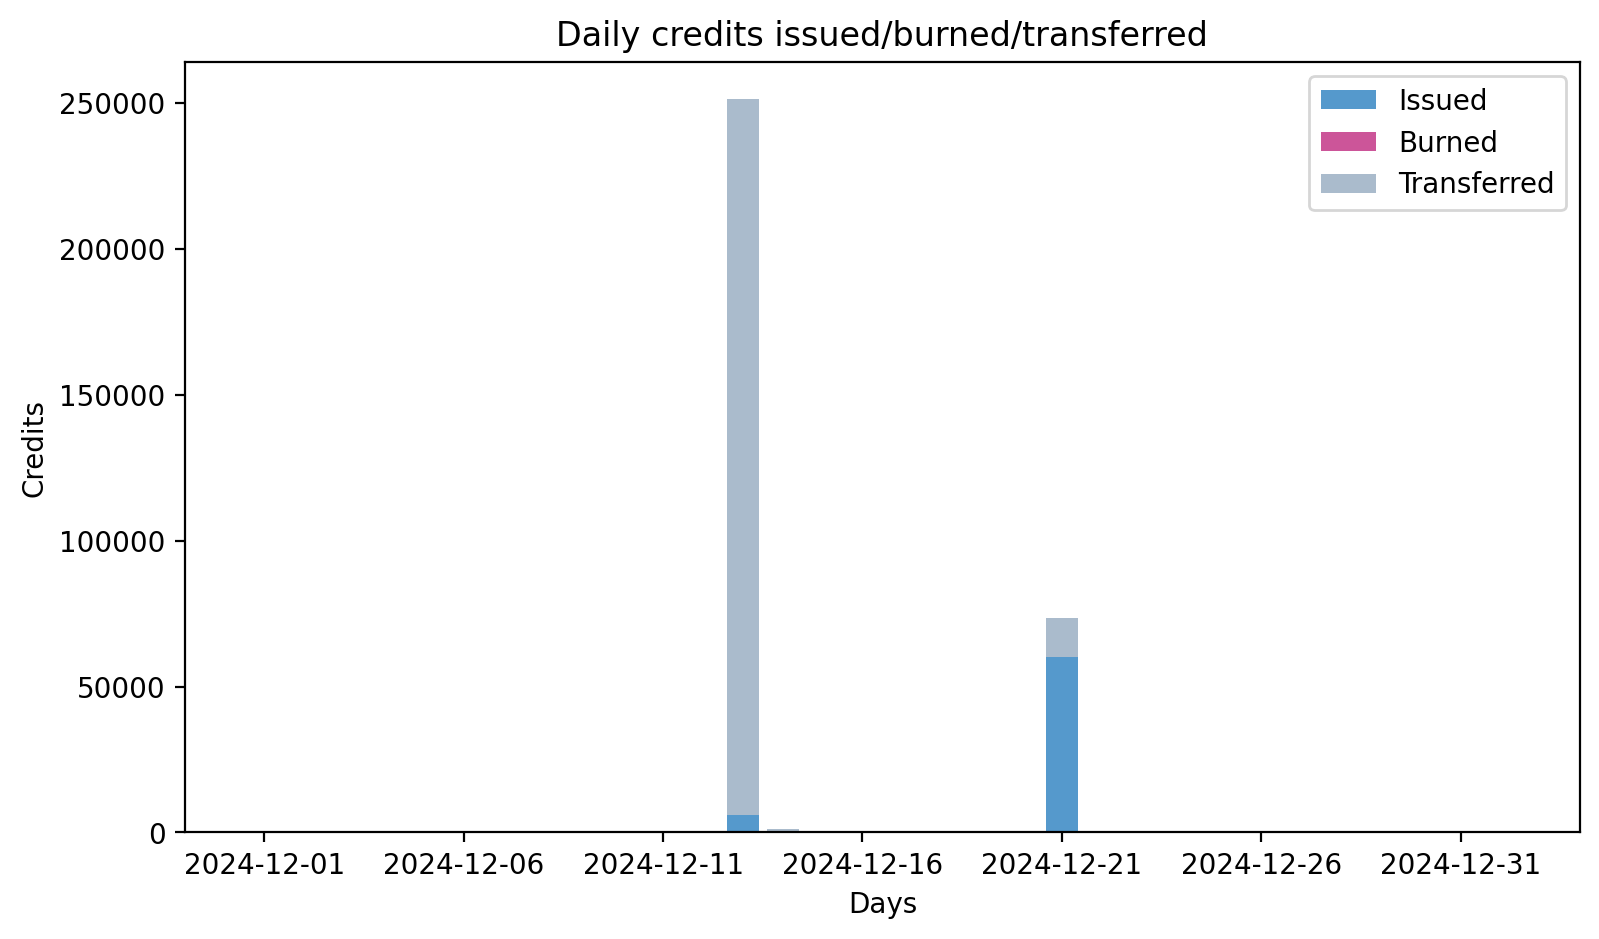 Daily credits issued/burned/transferred
Issued
Burned
Transferred
250000
200000
150000
100000
50000
0
Credits
2024-12-01
2024-12-06
2024-12-11
2024-12-16
2024-12-21
2024-12-26
2024-12-31
Days